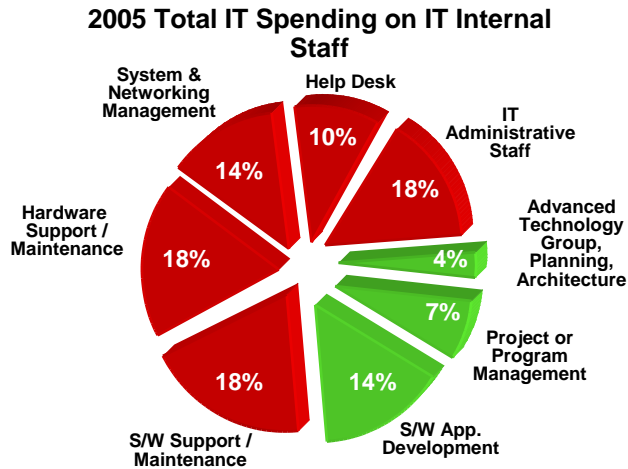 2005 Total IT Spending on IT Internal
Staff
System &
Networking
Management
14%
Help Desk
10%
IT
Administrative
Staff
18%
Advanced
Technology
Group,
Planning,
Architecture
4%
Project or
Program
Management
7%
S/W App.
Development
14%
S/W Support /
Maintenance
18%
Hardware
Support /
Maintenance
18%